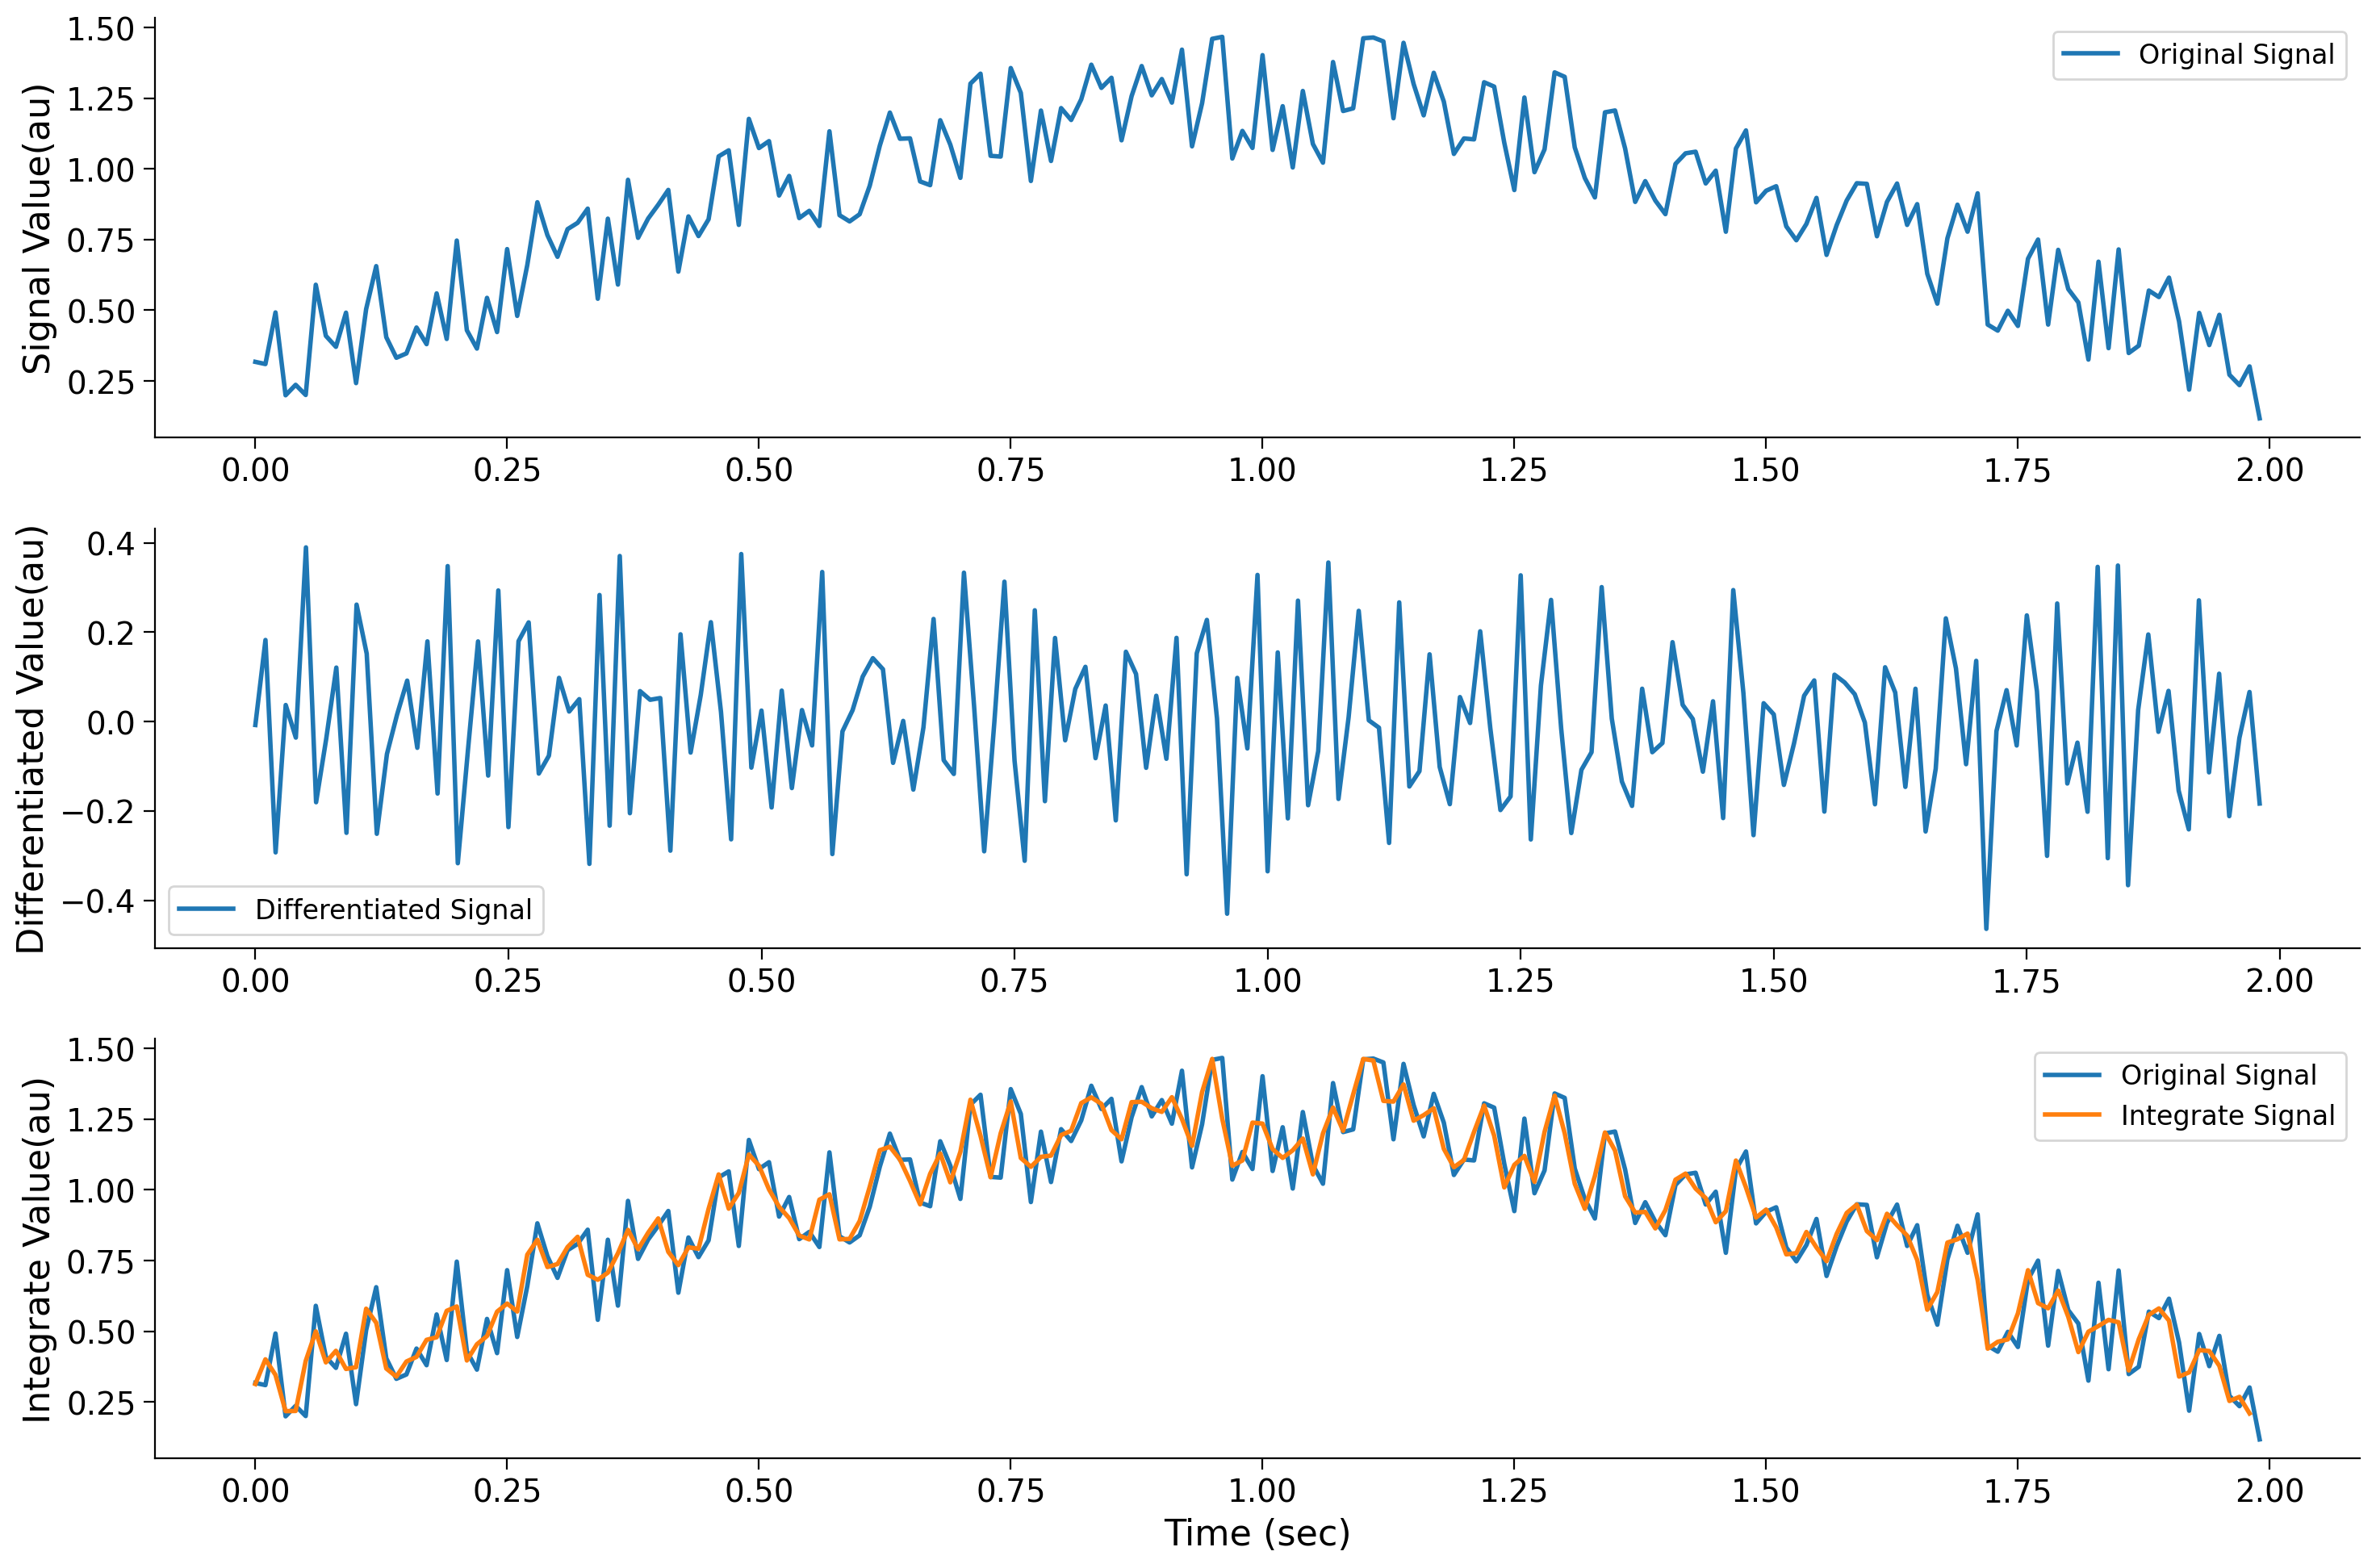 Signal Value(au)
1.50
1.25
1.00
0.75
0.50
0.25
Original Signal
0.00 0.25 0.50 0.75 1.00 1.25 1.50 1.75 2.00
Differentiated Value(au)
0.4
0.2
0.0
−0.2
−0.4
Differentiated Signal
0.00 0.25 0.50 0.75 1.00 1.25 1.50 1.75 2.00
Integrate Value(au)
1.50
1.25
1.00
0.75
0.50
0.25
Original Signal
Integrate Signal
0.00 0.25 0.50 0.75 1.00 1.25 1.50 1.75 2.00
Time (sec)